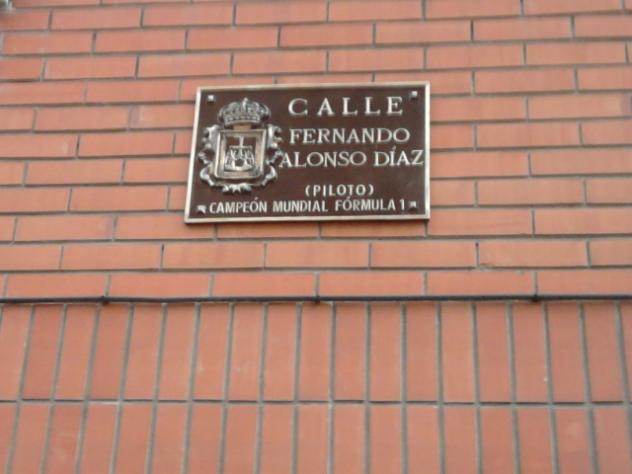 CALLE
FERNANDO
ALONSO DÍAZ
(PILOTO)
CAMPEÓN MUNDIAL FÓRMULA 1